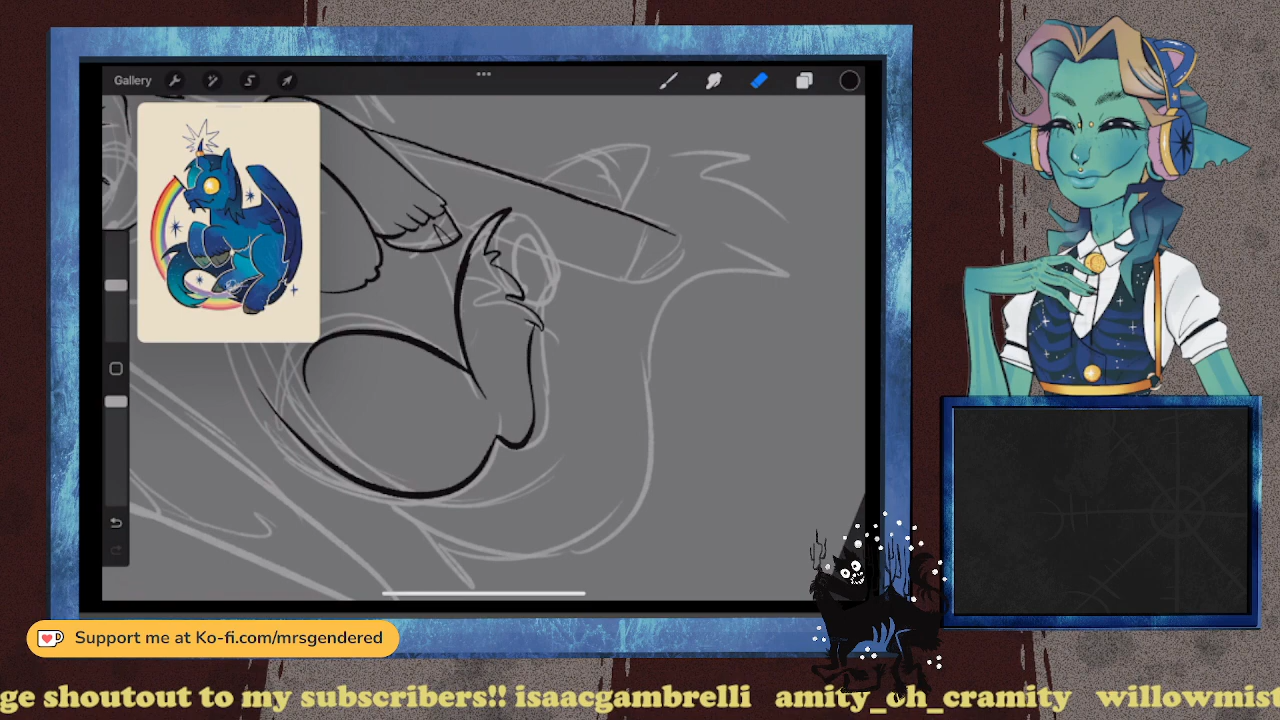 Gallery
Support me at Ko-fi.com/mrsgendered
ge shoutout to my subscribers!! isaacgambrelli amity_oh_cramity willowmist